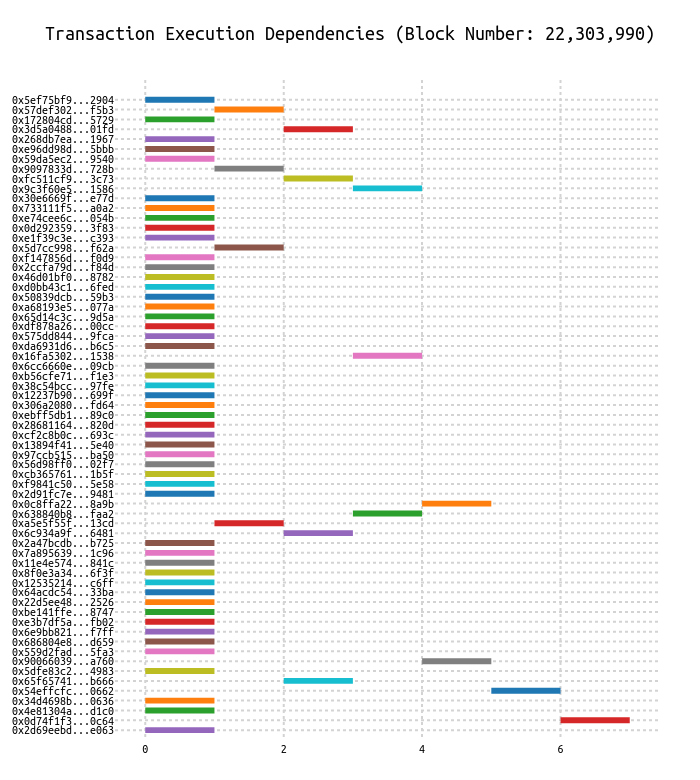 Transaction Execution Dependencies (Block Number: 22,303,990)
0x5ef75bf9...2904
0x57def302...f5b3
0x172804cd...5729
0x3d5a0488...01fd
0x268db7ea...1967
0xe96dd98d...5bbb
0x59da5ec2...9540
0x9097833d...728b
0xfc511cf9...3c73
0x9c3f60e5...1586
0x30e6669f...e77d
0x733111f5...a0a2
0xe74cee6c...054b
0x0d292359...3f83
0xe1f39c3e...c393
0x5d7cc998...f62a
0xf147856d...f0d9
0x2ccfa79d...f84d
0x46d01bf0...8782
0xd0bb43c1...6fed
0x50839dcb...59b3
0xa68193e5...077a
0x65d14c3c...9d5a
0xdf878a26...00cc
0x575dd844...9fca
0xda6931d6...b6c5
0x16fa5302...1538
0x6cc6660e...09cb
0xb56cfe71...f1e3
0x38c54bcc...97fe
0x12237b90...699f
0x306a2080...fd64
0xebff5db1...89c0
0x28681164...820d
0xcf2c8b0c...693c
0x13894f41...5e40
0x97ccb515...ba50
0x56d98ff0...02f7
0xcb365761...1b5f
0xf9841c50...5e58
0x2d91fc7e...9481
0x0c8ffa22...8a9b
0x638840b8...faa2
0xa5e5f55f...13cd
0x6c934a9f...6481
0x2a47bcdb...b725
0x7a895639...1c96
0x11e4e574...841c
0x8f0e3a34...6f3f
0x12535214...c6ff
0x64acdc54...33ba
0x22d5ee48...2526
0xbe141ffe...8747
0xe3b7df5a...fb02
0x6e9bb821...f7ff
0x686804e8...d659
0x559d2fad...5fa3
0x90066039...a760
0x5dfe83c2...4983
0x65f65741...b666
0x54effcfc...0662
0x34d4698b...0636
0x4e81304a...d1c0
0x0d74f1f3...0c64
0x2d69eebd...e063
0 2 4 6